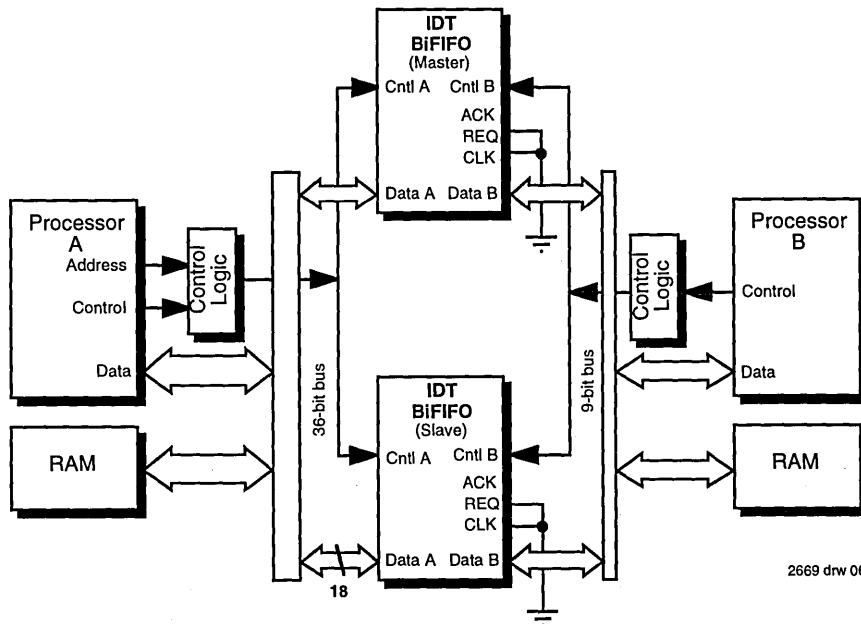 IDT
BiFIFO
(Master)
Cntl A
Cntl B
ACK
REQ
CLK
Data A
Data B
Processor
A
Address
Control
Data
Control
Logic
RAM
36-bit bus
IDT
BiFIFO
(Slave)
Cntl A
Cntl B
ACK
REQ
CLK
Data A
Data B
18
9-bit bus
Control
Logic
Processor
B
Control
Data
RAM
2669 drw 06